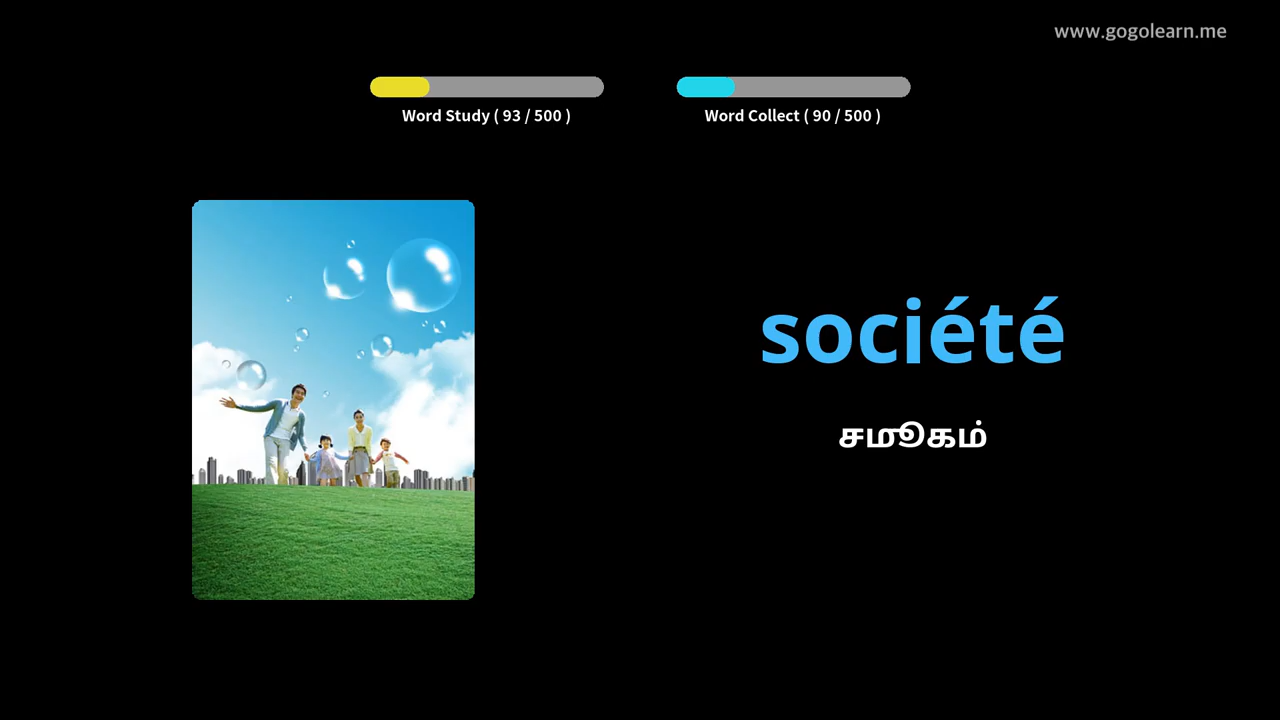 www.gogolearn.me
Word Study ( 93 / 500 )
Word Collect ( 90 / 500 )
société
சமூகம்